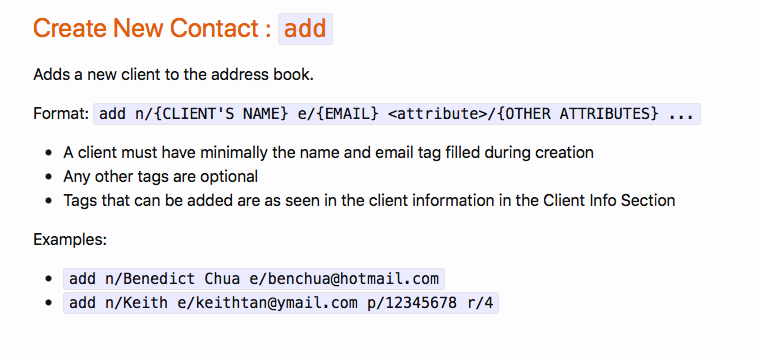 Create New Contact : add
Adds a new client to the address book.
Format: add n/{CLIENT'S NAME} e/{EMAIL} <attribute>/{OTHER ATTRIBUTES} ...
• A client must have minimally the name and email tag filled during creation
• Any other tags are optional
• Tags that can be added are as seen in the client information in the Client Info Section
Examples:
• add n/Benedict Chua e/benchua@hotmail.com
• add n/Keith e/keithtan@ymail.com p/12345678 r/4